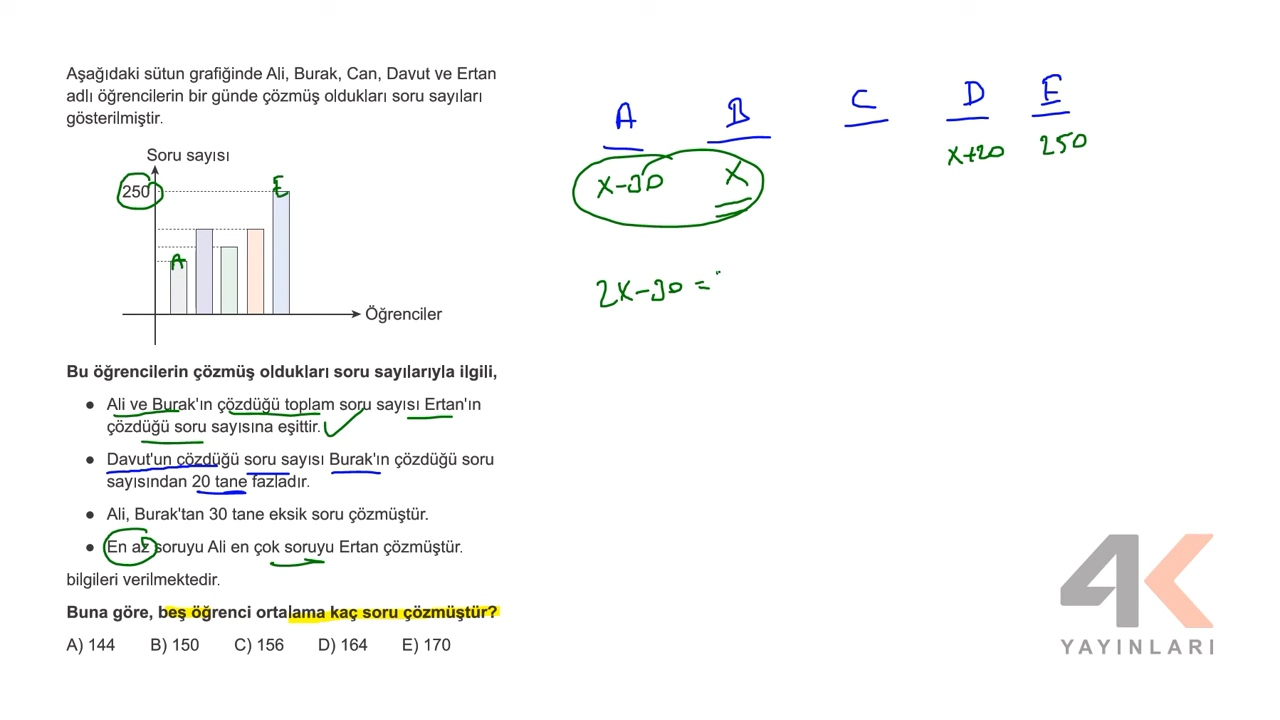 Aşağıdaki sütun grafiğinde Ali, Burak, Can, Davut ve Ertan
adlı öğrencilerin bir günde çözmüş oldukları soru sayıları
gösterilmiştir.
Soru sayısı
250
E
A
Öğrenciler
Bu öğrencilerin çözmüş oldukları soru sayılarıyla ilgili,
● Ali ve Burak'ın çözdüğü toplam soru sayısı Ertan'ın
çözdüğü soru sayısına eşittir.
● Davut'un çözdüğü soru sayısı Burak'ın çözdüğü soru
sayısından 20 tane fazladır.
● Ali, Burak'tan 30 tane eksik soru çözmüştür.
● En az soruyu Ali en çok soruyu Ertan çözmüştür.
bilgileri verilmektedir.
Buna göre, beş öğrenci ortalama kaç soru çözmüştür?
A) 144 B) 150 C) 156 D) 164 E) 170
A B C D E
x-30 x x+20 250
2x-30 =
4K
YAYINLARI